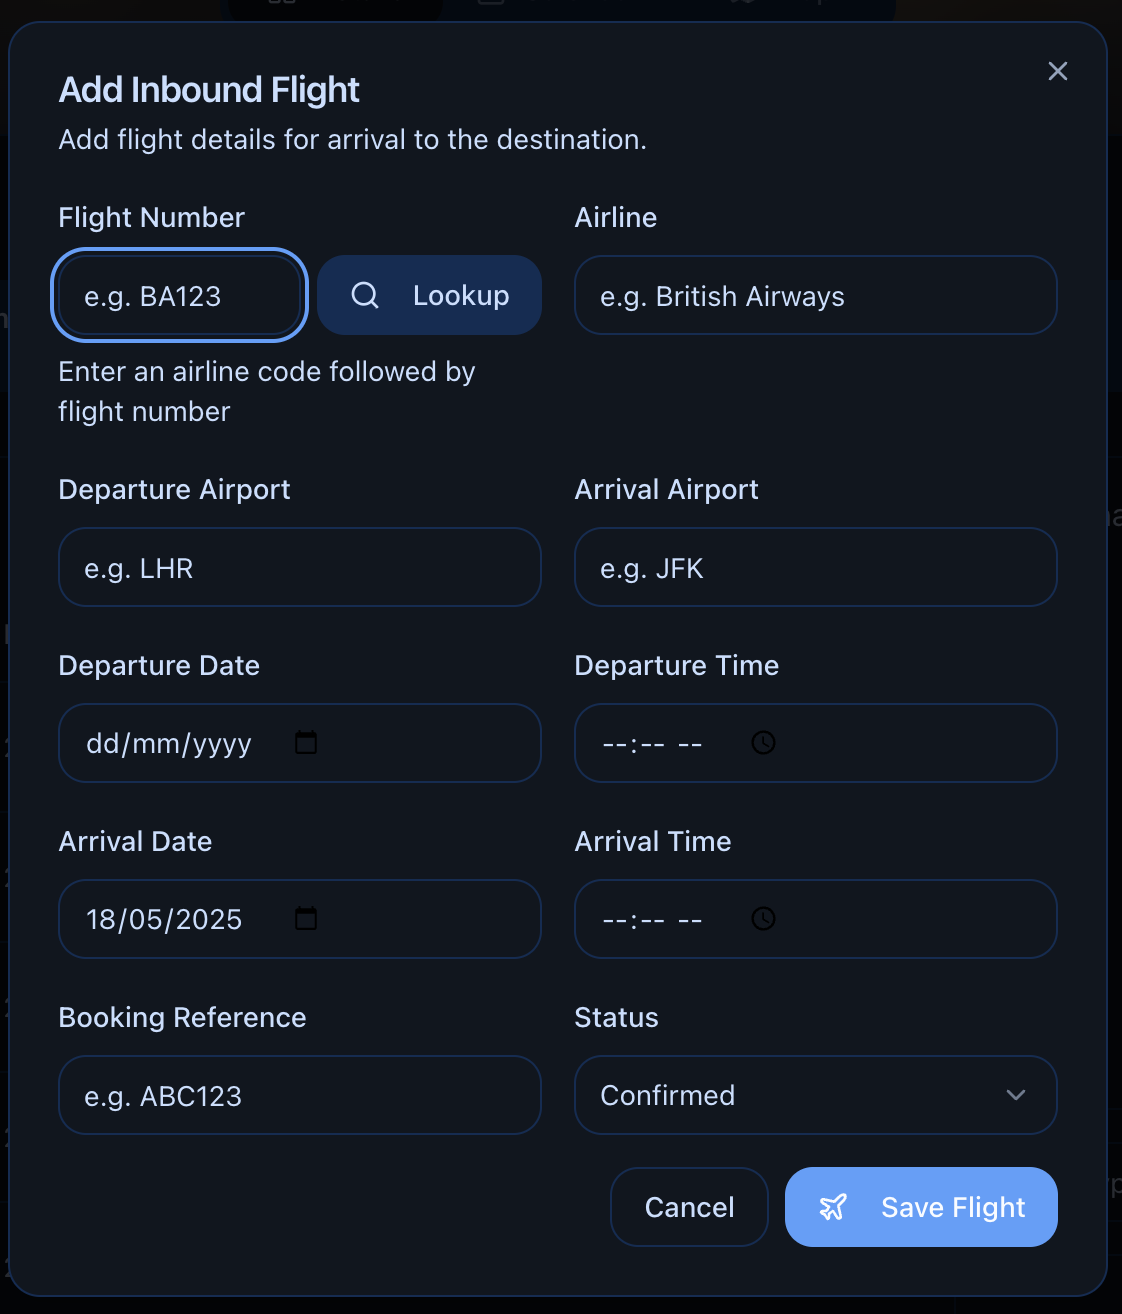 Add Inbound Flight
Add flight details for arrival to the destination.
Flight Number
Airline
e.g. BA123
Lookup
e.g. British Airways
Enter an airline code followed by
flight number
Departure Airport
Arrival Airport
e.g. LHR
e.g. JFK
Departure Date
Departure Time
dd/mm/yyyy
--:-- --
Arrival Date
Arrival Time
18/05/2025
--:-- --
Booking Reference
Status
e.g. ABC123
Confirmed
Cancel
Save Flight